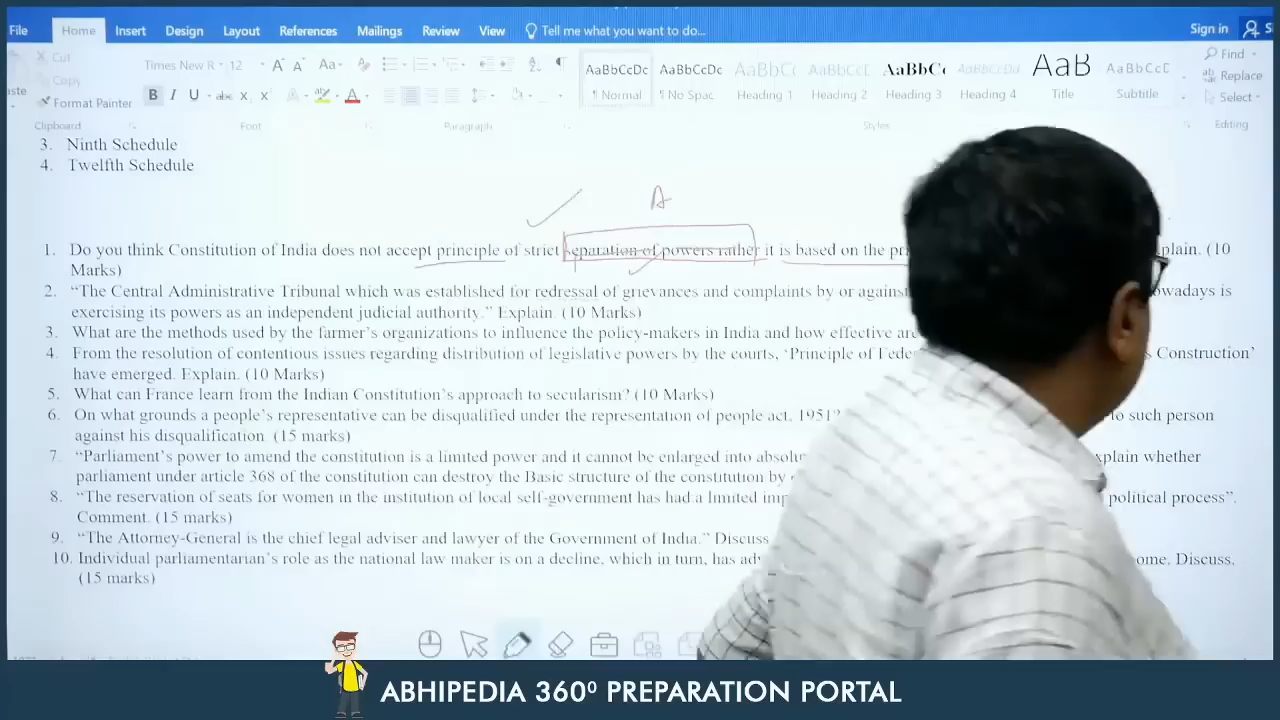 File Home Insert Design Layout References Mailings Review View Tell me what you want to do... Sign in
Cut
Copy
Format Painter
Times New R 12
AaBbCcDc AaBbCcDc AaBbCc AaBbCcD AaBbCc AaBbCcDd AaB AaBbCcD
¶ Normal ¶ No Spac Heading 1 Heading 2 Heading 3 Heading 4 Title Subtitle
Find
Replace
Select
Clipboard Font Paragraph Styles Editing
3. Ninth Schedule
4. Twelfth Schedule
A
1. Do you think Constitution of India does not accept principle of strict eparation of powers rather it is based on the plain. (10
Marks)
2. “The Central Administrative Tribunal which was established for redressal of grievances and complaints by or against owadays is
exercising its powers as an independent judicial authority.” Explain. (10 Marks)
3. What are the methods used by the farmer’s organizations to influence the policy-makers in India and how effective are
4. From the resolution of contentious issues regarding distribution of legislative powers by the courts, ‘Principle of Feder s Construction’
have emerged. Explain. (10 Marks)
5. What can France learn from the Indian Constitution’s approach to secularism? (10 Marks)
6. On what grounds a people’s representative can be disqualified under the representation of people act, 1951? to such person
against his disqualification. (15 marks)
7. “Parliament’s power to amend the constitution is a limited power and it cannot be enlarged into absolu xplain whether
parliament under article 368 of the constitution can destroy the Basic structure of the constitution by
8. “The reservation of seats for women in the institution of local self-government has had a limited imp political process”.
Comment. (15 marks)
9. “The Attorney-General is the chief legal adviser and lawyer of the Government of India.” Discuss
10. Individual parliamentarian’s role as the national law maker is on a decline, which in turn, has ad ome. Discuss.
(15 marks)
ABHIPEDIA 360⁰ PREPARATION PORTAL